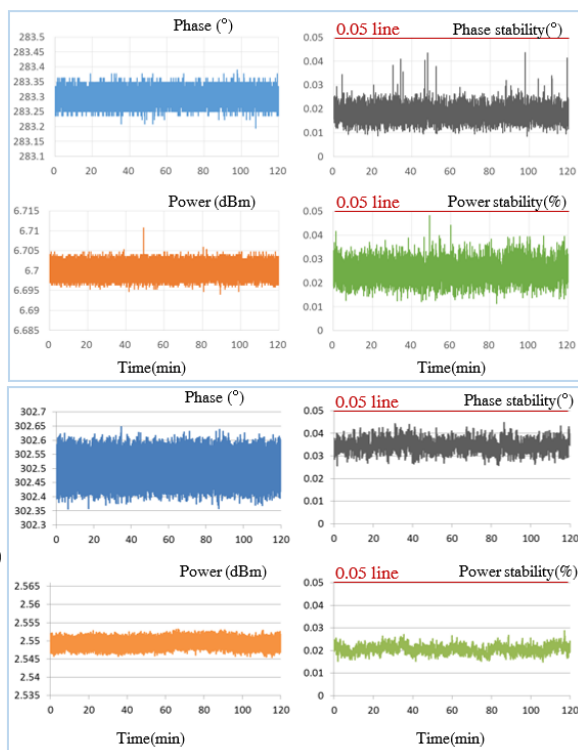 Phase (°)
283.5
283.45
283.4
283.35
283.3
283.25
283.2
283.15
283.1
0 20 40 60 80 100 120
0.05 line Phase stability(°)
0.05
0.04
0.03
0.02
0.01
0
0 20 40 60 80 100 120
Power (dBm)
6.715
6.71
6.705
6.7
6.695
6.69
6.685
0 20 40 60 80 100 120
Time(min)
0.05 line Power stability(%)
0.05
0.04
0.03
0.02
0.01
0
0 20 40 60 80 100 120
Time(min)
Phase (°)
302.7
302.65
302.6
302.55
302.5
302.45
302.4
302.35
302.3
0 20 40 60 80 100 120
0.05 line Phase stability(°)
0.05
0.04
0.03
0.02
0.01
0
0 20 40 60 80 100 120
Power (dBm)
2.565
2.56
2.555
2.55
2.545
2.54
2.535
0 20 40 60 80 100 120
Time(min)
0.05 line Power stability(%)
0.05
0.04
0.03
0.02
0.01
0
0 20 40 60 80 100 120
Time(min)